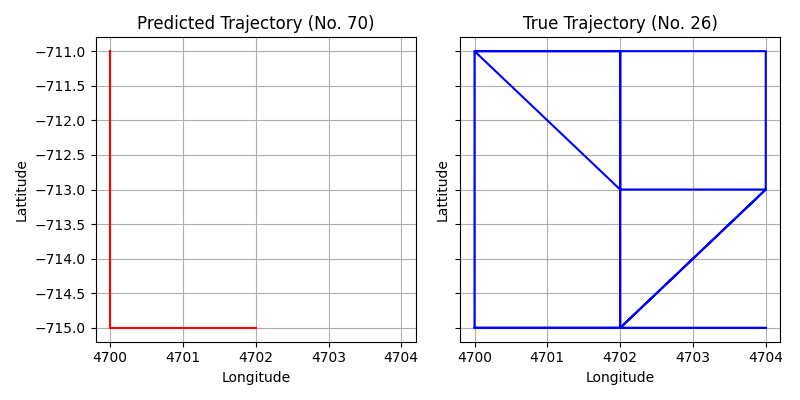 Predicted Trajectory (No. 70)
True Trajectory (No. 26)
−711.0
−711.5
−712.0
−712.5
−713.0
−713.5
−714.0
−714.5
−715.0
Lattitude
Lattitude
4700 4701 4702 4703 4704
4700 4701 4702 4703 4704
Longitude
Longitude